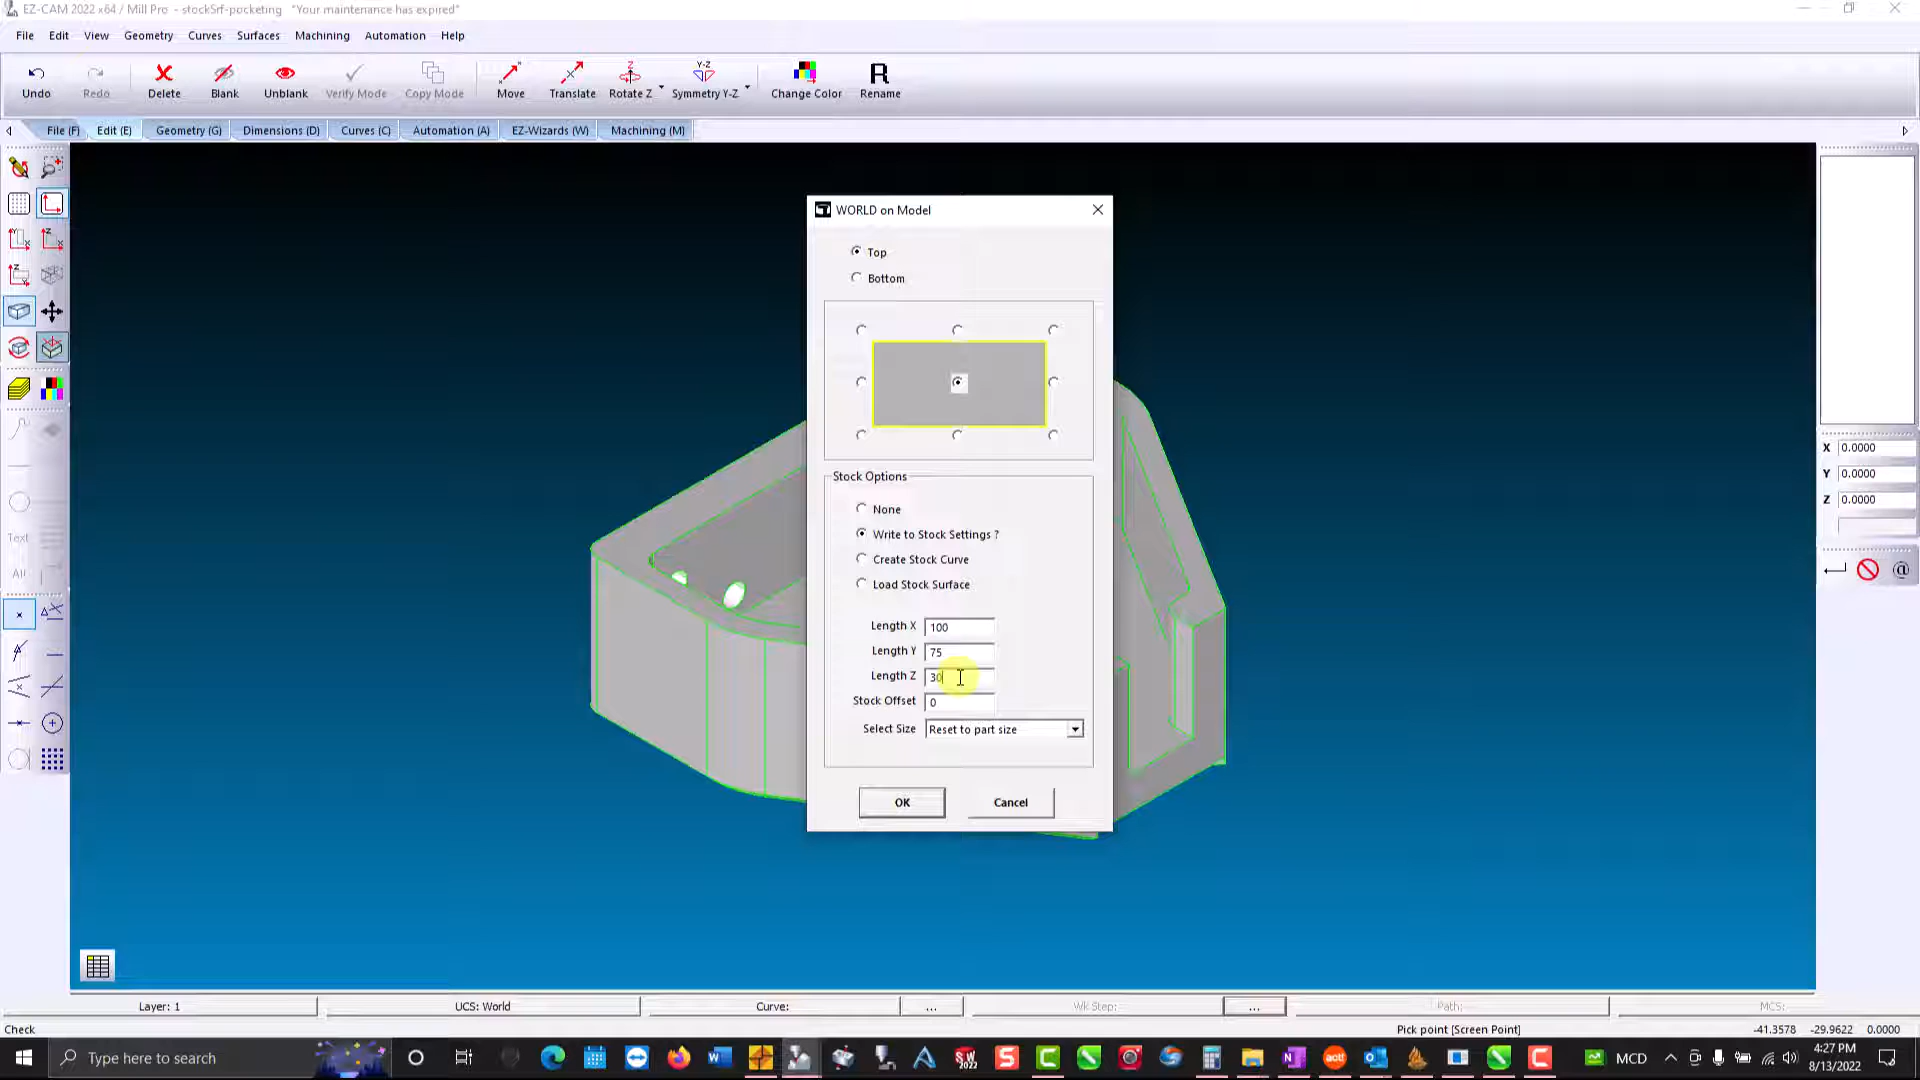 EZ-CAM 2022 x64 / Mill Pro - stockSrf-pocketing "Your maintenance has expired"
File Edit View Geometry Curves Surfaces Machining Automation Help
Undo Redo Delete Blank Unblank Verify Mode Copy Mode Move Translate Rotate Z Symmetry Y-Z Change Color Rename
File (F) Edit (E) Geometry (G) Dimensions (D) Curves (C) Automation (A) EZ-Wizards (W) Machining (M)
WORLD on Model
Top
Bottom
Stock Options
None
Write to Stock Settings ?
Create Stock Curve
Load Stock Surface
Length X 100
Length Y 75
Length Z 30
Stock Offset 0
Select Size Reset to part size
OK Cancel
X 0.0000
Y 0.0000
Z 0.0000
Text
All
Layer: 1 UCS: World Curve: ... Wk Step: ... Path: MCS:
Check Pick point [Screen Point] -41.3578 -29.9622 0.0000
Type here to search
MCD
4:27 PM
8/13/2022